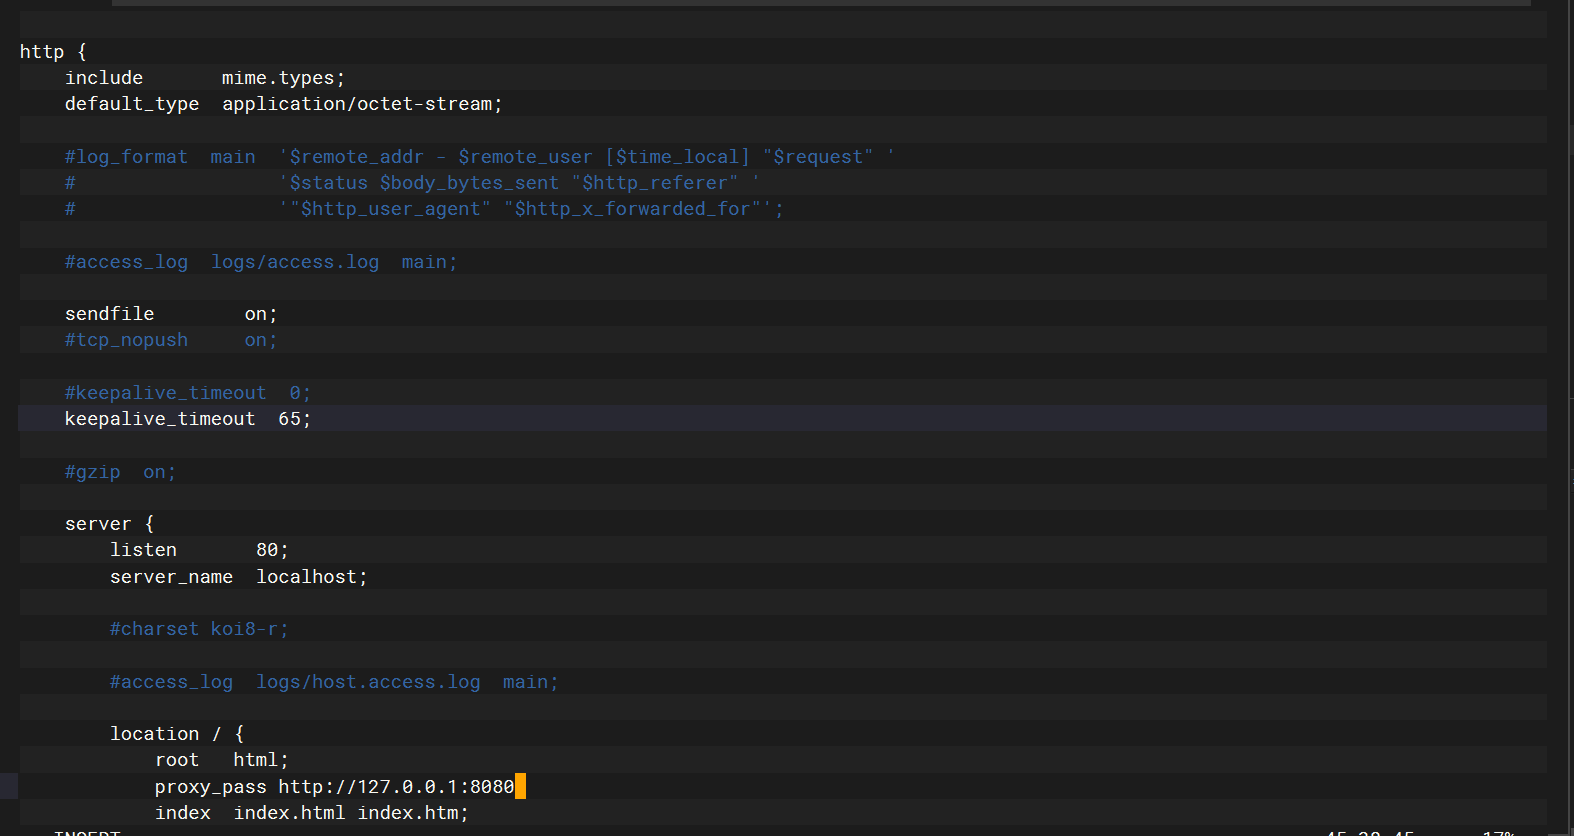 http {
    include       mime.types;
    default_type  application/octet-stream;
    #log_format  main  '$remote_addr - $remote_user [$time_local] "$request" '
    #                  '$status $body_bytes_sent "$http_referer" '
    #                  '"$http_user_agent" "$http_x_forwarded_for"';
    #access_log  logs/access.log  main;
    sendfile        on;
    #tcp_nopush     on;
    #keepalive_timeout  0;
    keepalive_timeout  65;
    #gzip  on;
    server {
        listen       80;
        server_name  localhost;
        #charset koi8-r;
        #access_log  logs/host.access.log  main;
        location / {
            root   html;
            proxy_pass http://127.0.0.1:8080
            index  index.html index.htm;
INSERT